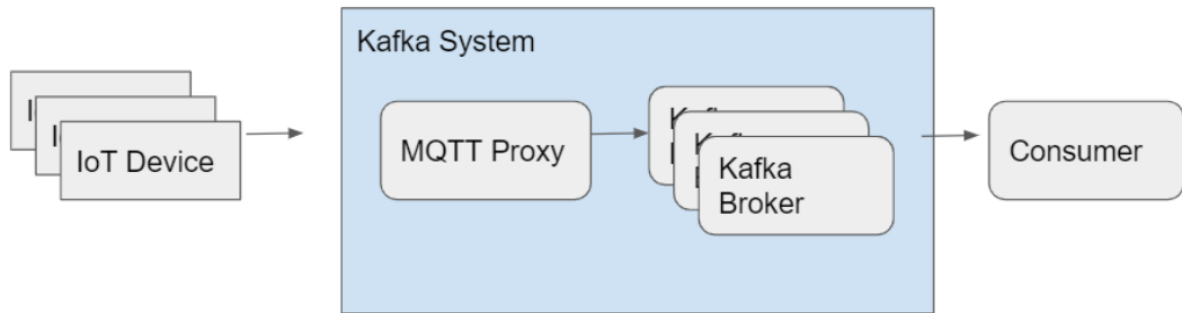 Kafka System
IoT Device
MQTT Proxy
Kafka
Broker
Consumer